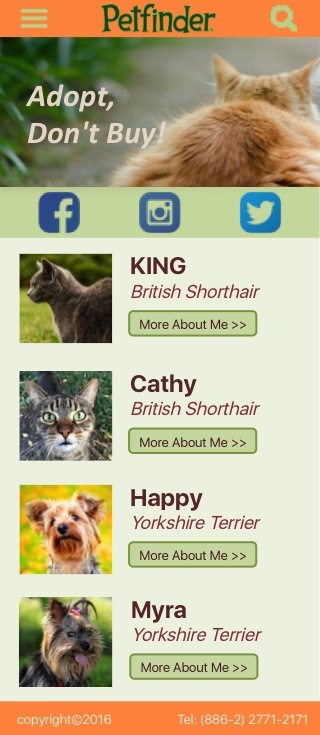 Petfinder
Adopt,
Don't Buy!
KING
British Shorthair
More About Me >>
Cathy
British Shorthair
More About Me >>
Happy
Yorkshire Terrier
More About Me >>
Myra
Yorkshire Terrier
More About Me >>
copyright©2016 Tel: (886-2) 2771-2171